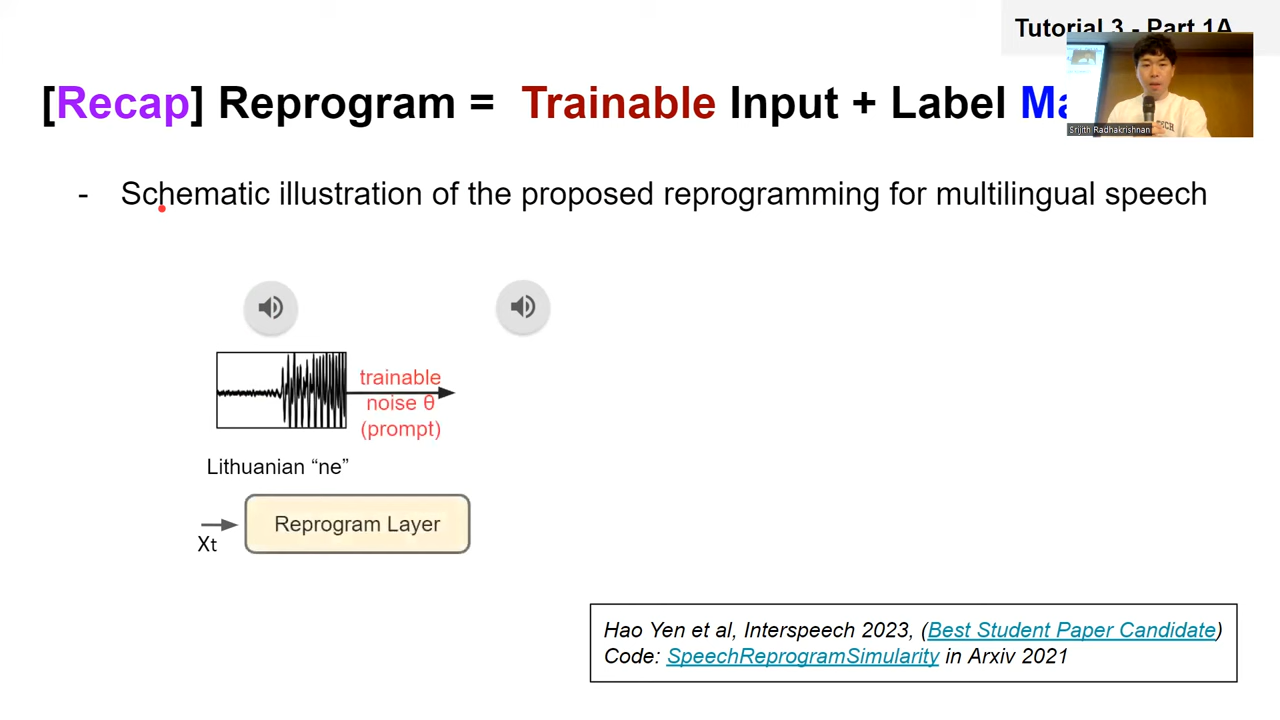 Tutorial 3 - Part 1A
[Recap] Reprogram = Trainable Input + Label
Srijith Radhakrishnan
- Schematic illustration of the proposed reprogramming for multilingual speech
trainable
noise θ
(prompt)
Lithuanian “ne”
Reprogram Layer
Xt
Hao Yen et al, Interspeech 2023, (Best Student Paper Candidate)
Code: SpeechReprogramSimularity in Arxiv 2021